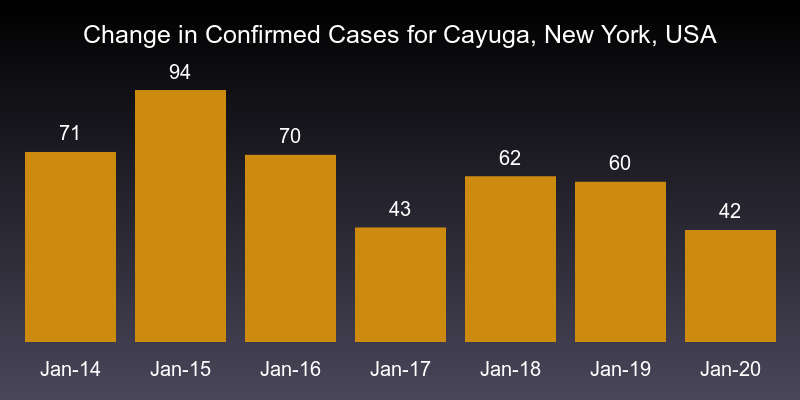 Change in Confirmed Cases for Cayuga, New York, USA
71 94 70 43 62 60 42
Jan-14 Jan-15 Jan-16 Jan-17 Jan-18 Jan-19 Jan-20